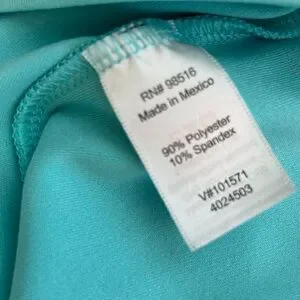 RN# 98516
Made in Mexico
90% Polyester
10% Spandex
V#101571
4024503